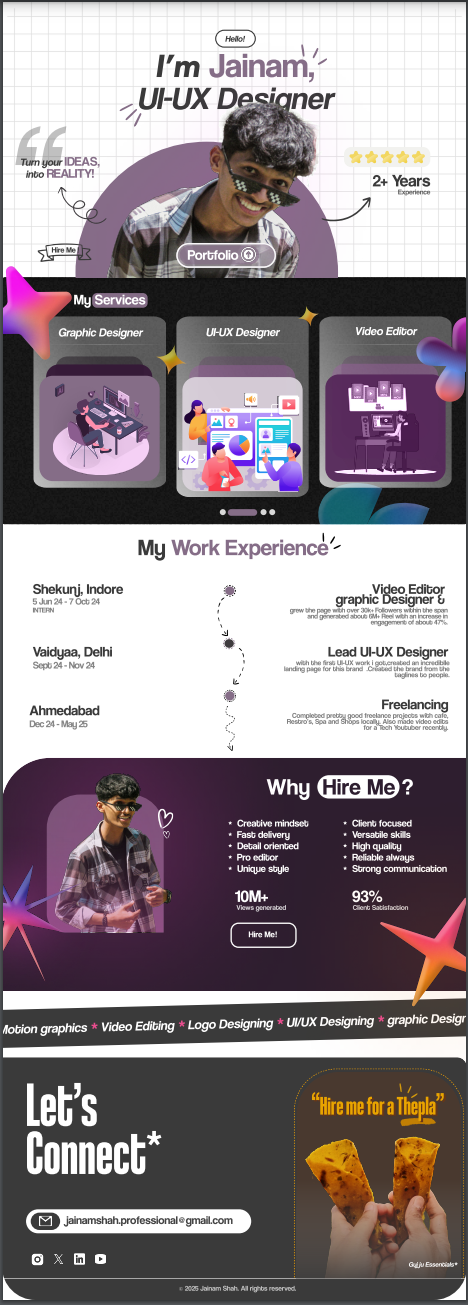 Hello!
I'm Jainam,
UI-UX Designer
Turn your IDEAS,
into REALITY!
2+ Years
Experience
Hire Me
Portfolio
My Services
Graphic Designer
UI-UX Designer
Video Editor
My Work Experience
Shekunj, Indore
5 Jun 24 - 7 Oct 24
INTERN
Video Editor
graphic Designer &
grew the page with over 30k+ Followers within the span
and generated about 6M+ Reel with an increase in
engagement of about 47%.
Vaidyaa, Delhi
Sept 24 - Nov 24
Lead UI-UX Designer
with the first UI-UX work I got,created an incredible
landing page for this brand .Created the brand from the
taglines to people.
Ahmedabad
Dec 24 - May 25
Freelancing
Completed pretty good freelance projects with cafe,
Restro's, Spa and Shops locally. Also made video edits
for a Tech Youtuber recently.
Why Hire Me ?
* Creative mindset
* Fast delivery
* Detail oriented
* Pro editor
* Unique style
* Client focused
* Versatile skills
* High quality
* Reliable always
* Strong communication
10M+
Views generated
93%
Client Satisfaction
Hire Me!
Motion graphics * Video Editing * Logo Designing * UI/UX Designing * graphic Design
Let's
Connect*
jainamshah.professional@gmail.com
"Hire me for a Thepla"
Gujju Essentials*
© 2025 Jainam Shah. All rights reserved.